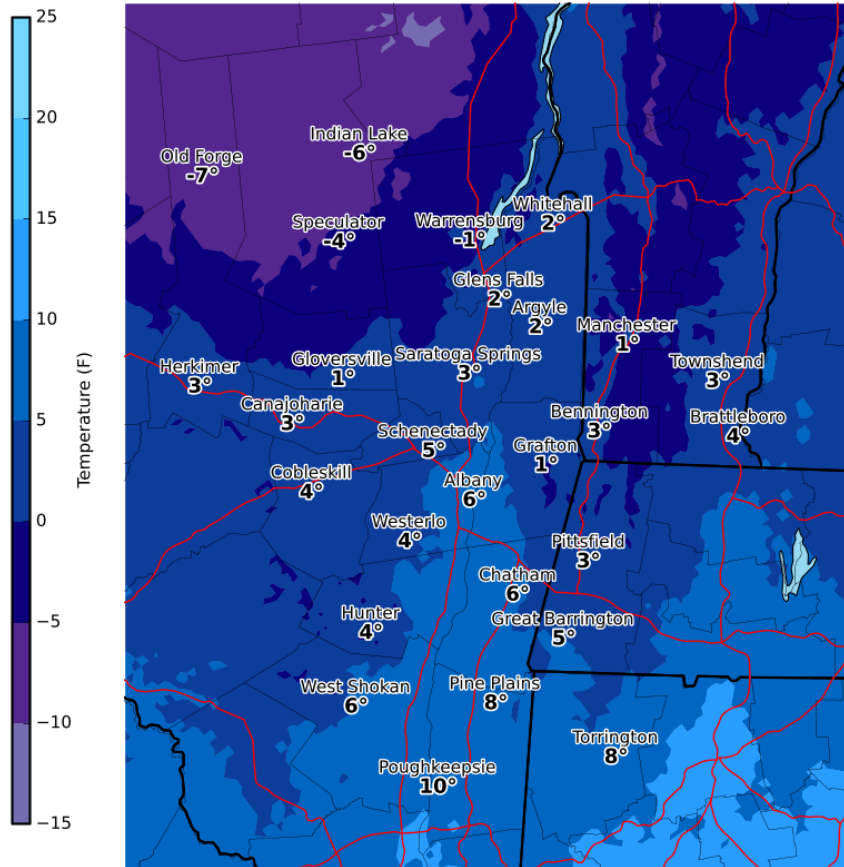 25
20
15
10
5
0
−5
−10
−15
Temperature (F)
Indian Lake
-6°
Old Forge
-7°
Whitehall
2°
Speculator
-4°
Warrensburg
-1°
Glens Falls
2°
Argyle
2°
Manchester
1°
Saratoga Springs
3°
Gloversville
1°
Herkimer
3°
Townshend
3°
Canajoharie
3°
Bennington
3°
Brattleboro
4°
Schenectady
5°
Grafton
1°
Cobleskill
4°
Albany
6°
Westerlo
4°
Pittsfield
3°
Chatham
6°
Hunter
4°
Great Barrington
5°
West Shokan
6°
Pine Plains
8°
Torrington
8°
Poughkeepsie
10°